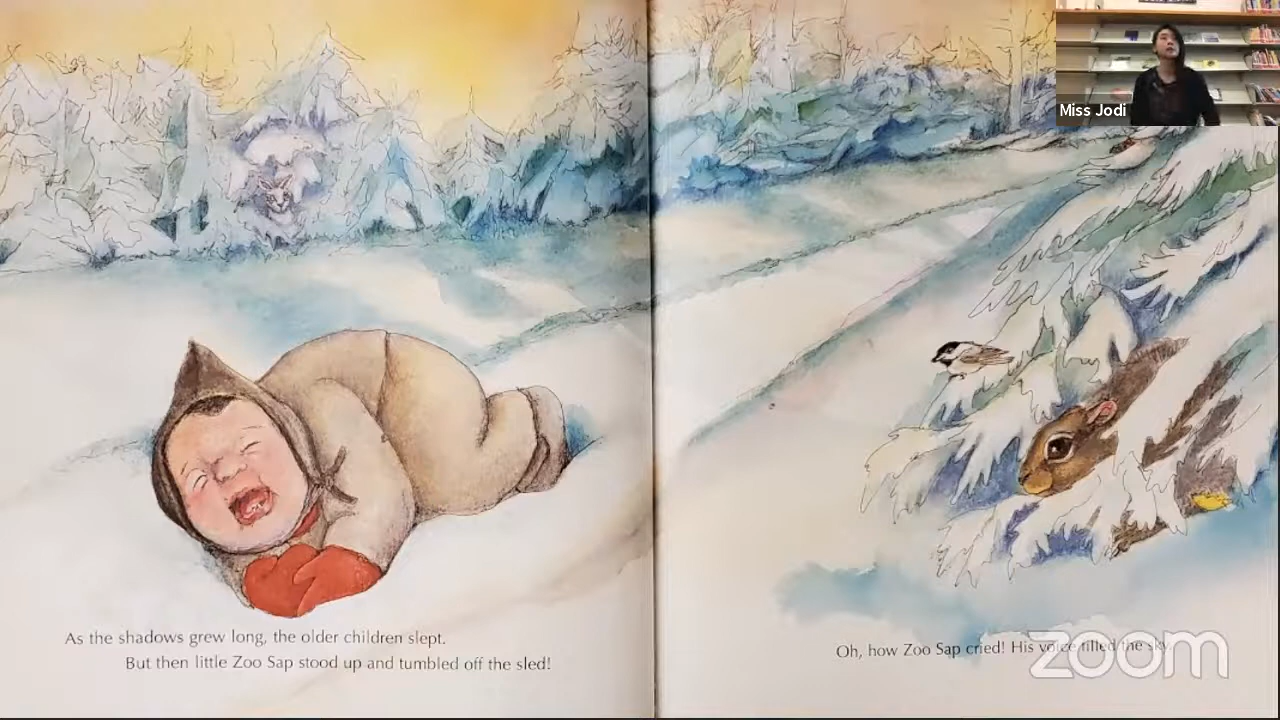 Miss Jodi
As the shadows grew long, the older children slept.
But then little Zoo Sap stood up and tumbled off the sled!
Oh, how Zoo Sap cried! His voice filled the sky.
zoom